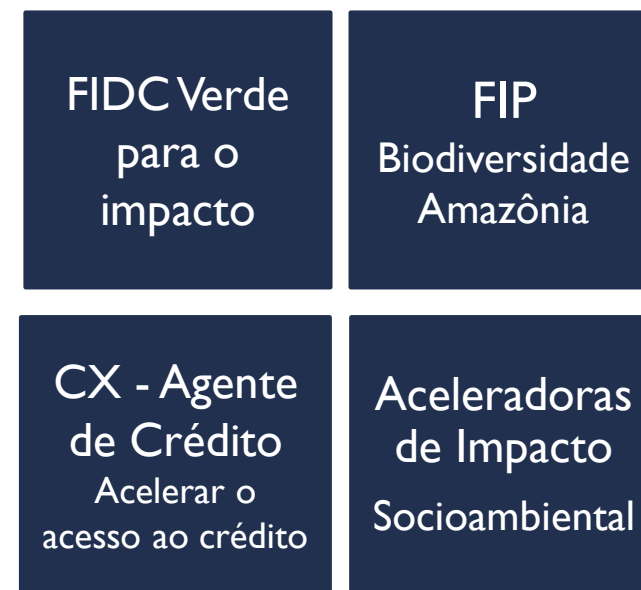 FIDC Verde
para o
impacto
FIP
Biodiversidade
Amazônia
CX - Agente
de Crédito
Acelerar o
acesso ao crédito
Aceleradoras
de Impacto
Socioambiental